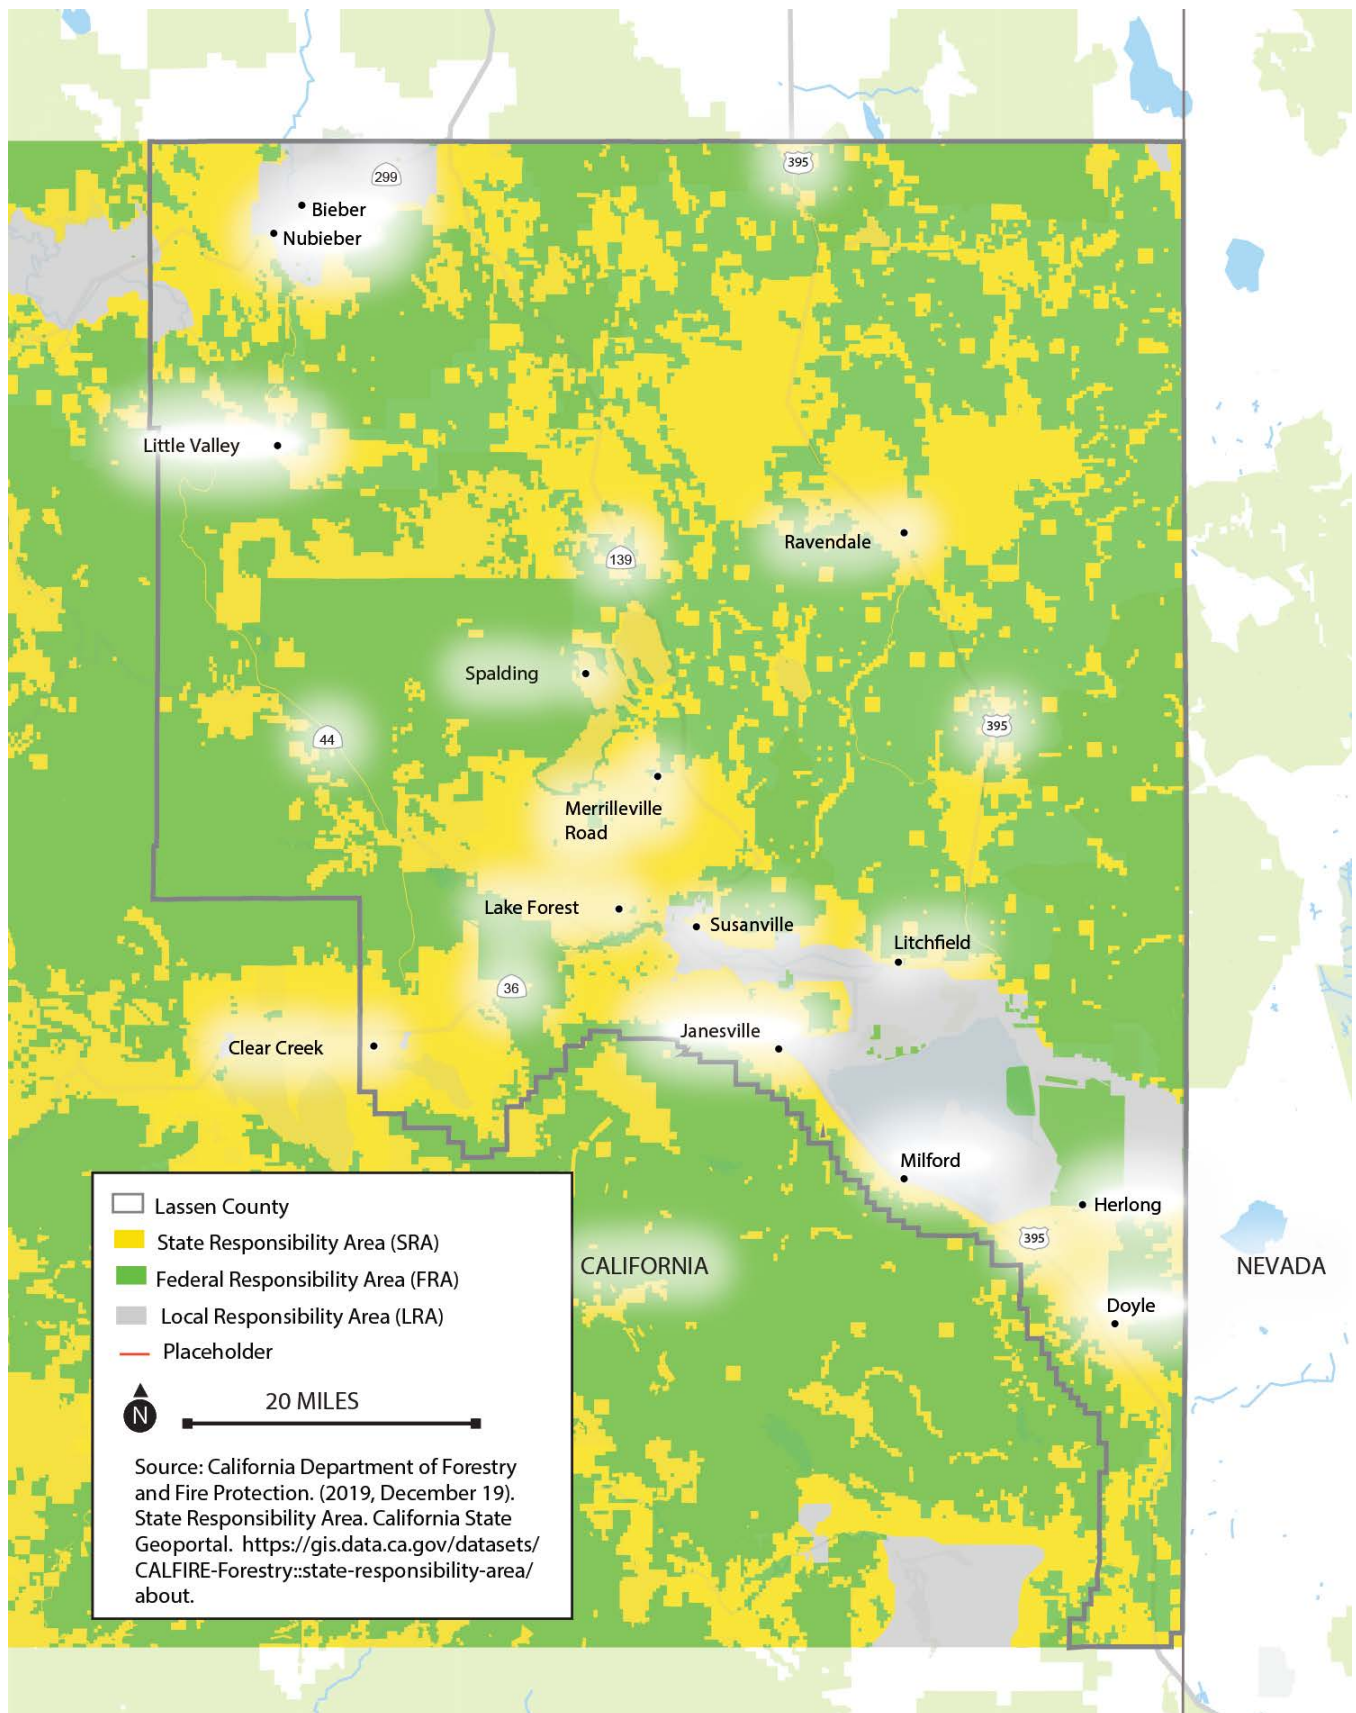 395
299
Bieber
Nubieber
Little Valley
Ravendale
139
Spalding
395
44
Merrilleville
Road
Lake Forest
Susanville
Litchfield
36
Janesville
Clear Creek
Milford
Herlong
395
CALIFORNIA
NEVADA
Doyle
Lassen County
State Responsibility Area (SRA)
Federal Responsibility Area (FRA)
Local Responsibility Area (LRA)
Placeholder
N
20 MILES
Source: California Department of Forestry
and Fire Protection. (2019, December 19).
State Responsibility Area. California State
Geoportal. https://gis.data.ca.gov/datasets/
CALFIRE-Forestry::state-responsibility-area/
about.